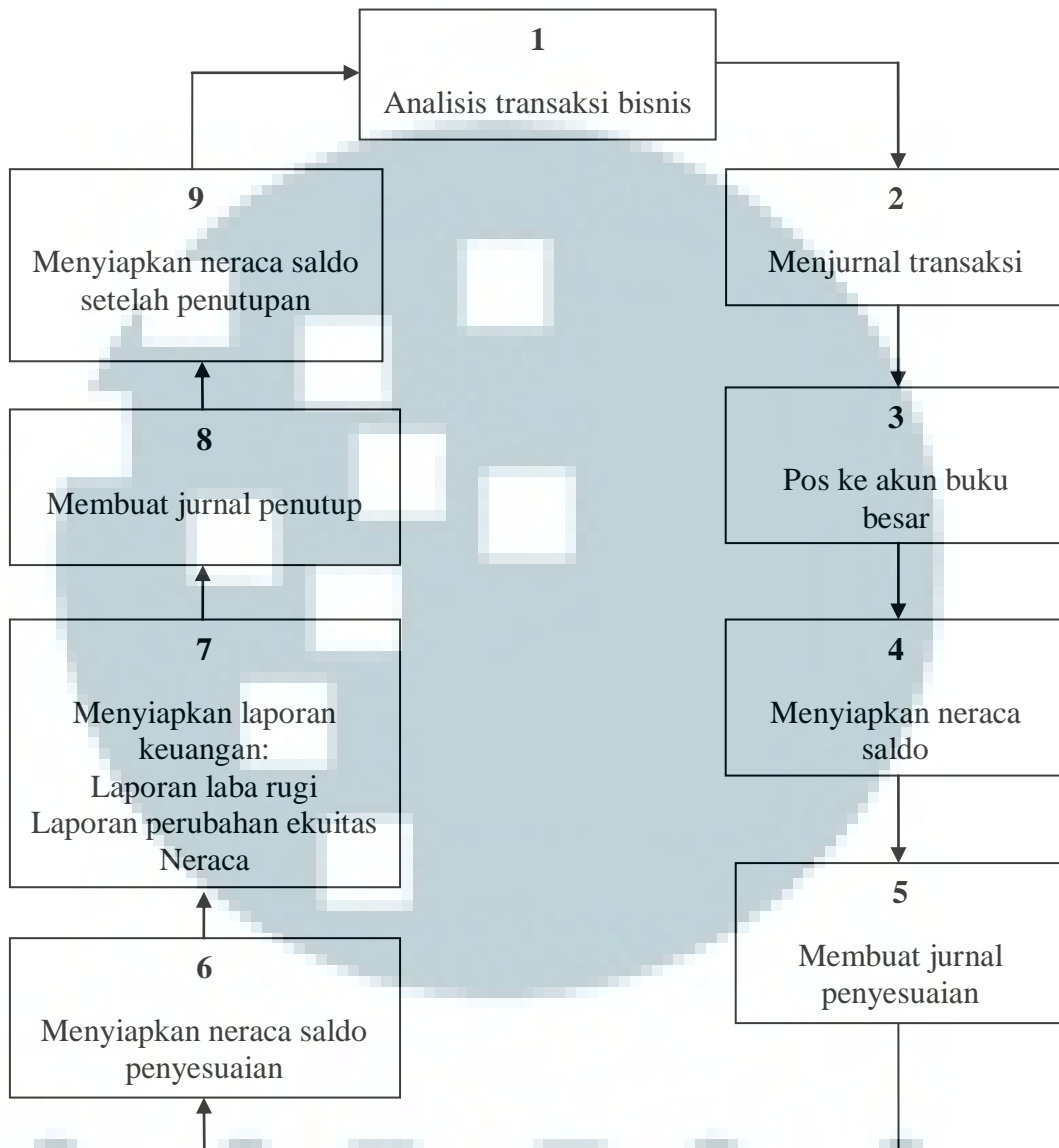 1
Analisis transaksi bisnis
2
Menjurnal transaksi
3
Pos ke akun buku
besar
4
Menyiapkan neraca
saldo
5
Membuat jurnal
penyesuaian
6
Menyiapkan neraca saldo
penyesuaian
7
Menyiapkan laporan
keuangan:
Laporan laba rugi
Laporan perubahan ekuitas
Neraca
8
Membuat jurnal penutup
9
Menyiapkan neraca saldo
setelah penutupan